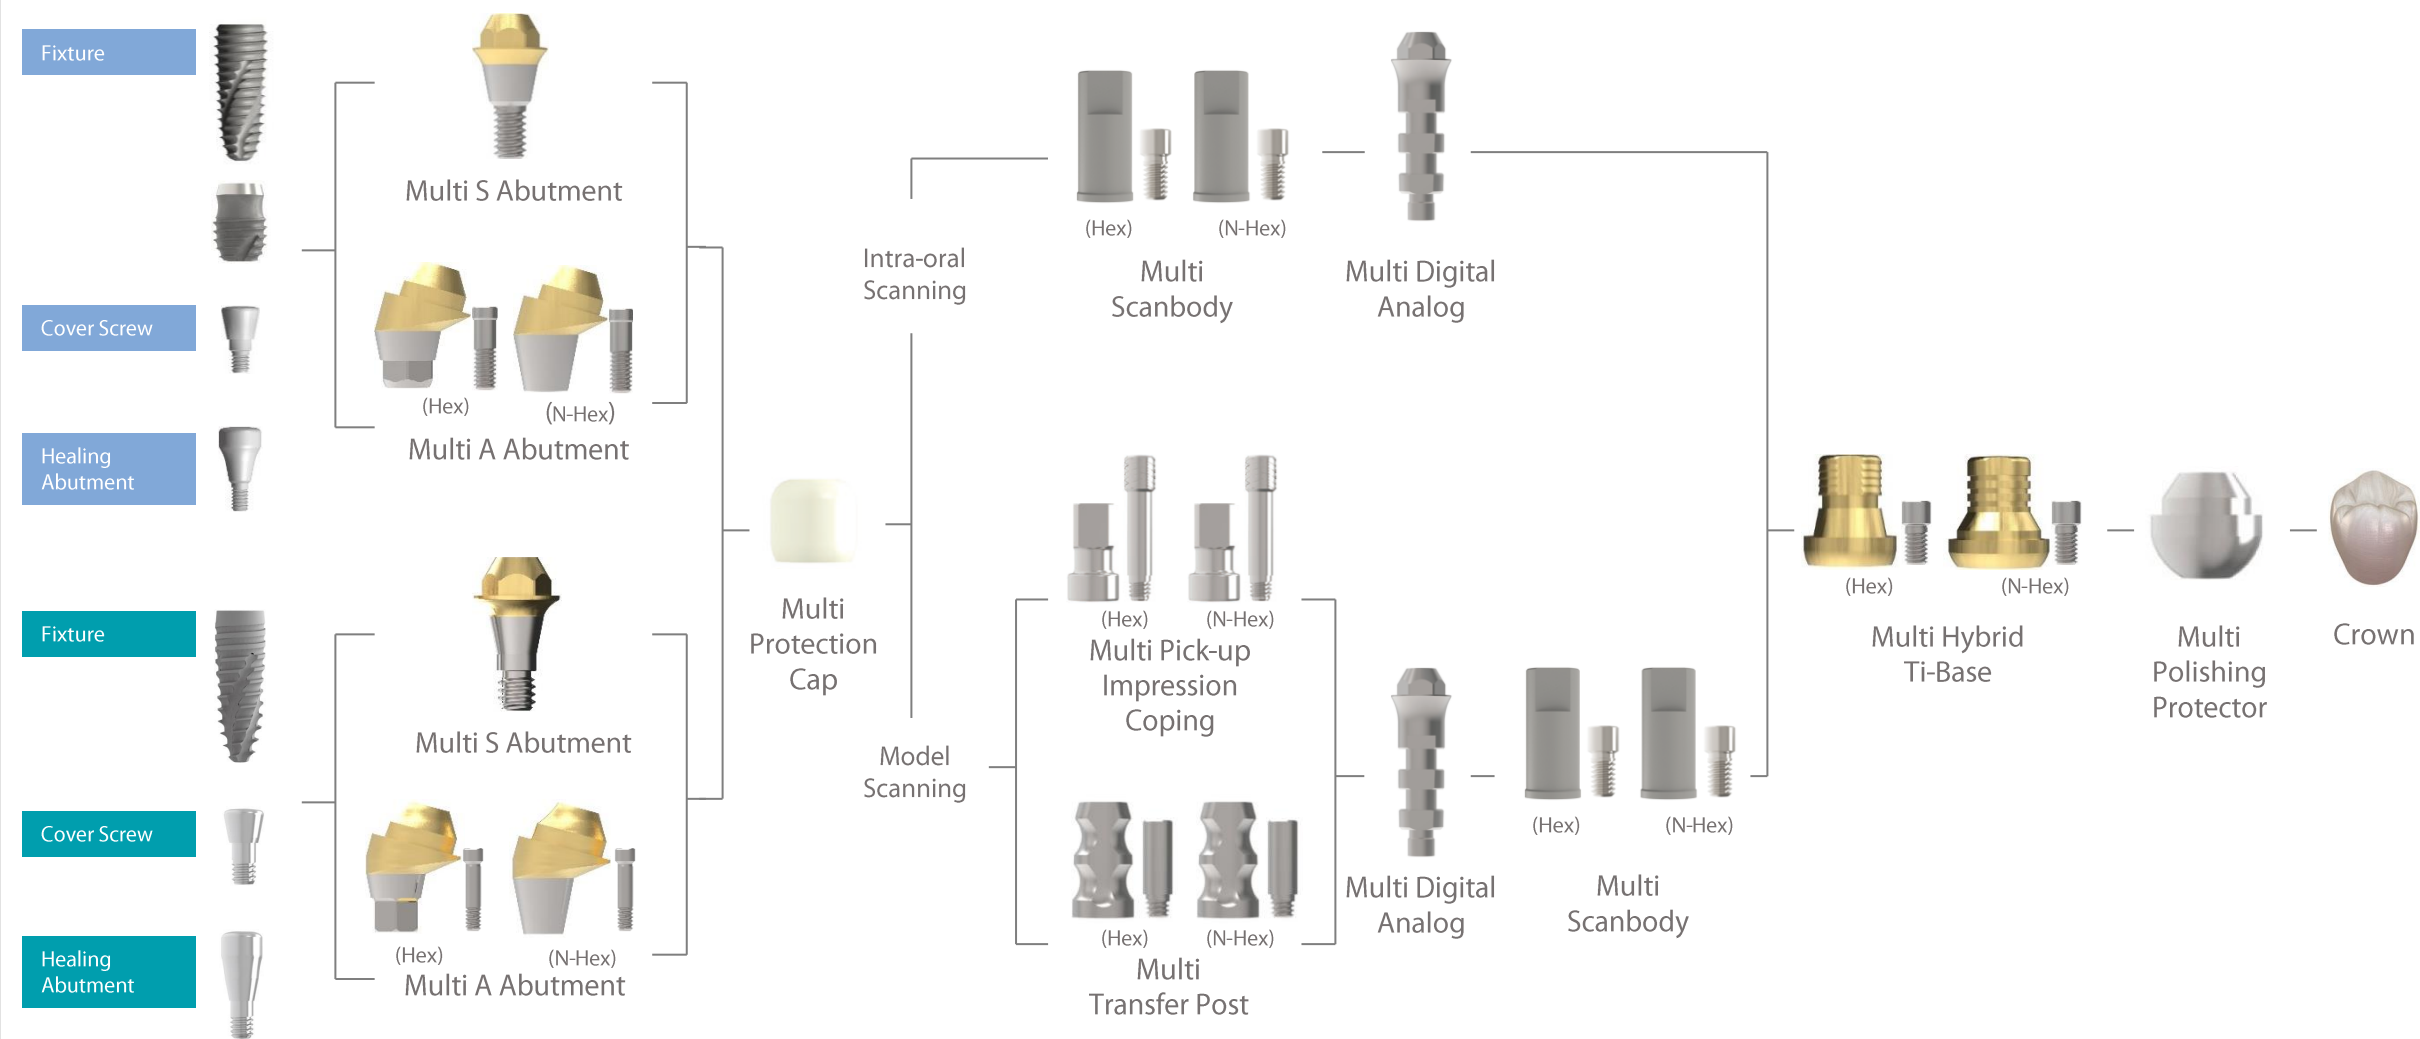 Fixture
Cover Screw
Healing
Abutment
Fixture
Cover Screw
Healing
Abutment
Multi S Abutment
(Hex)
(N-Hex)
Multi A Abutment
Multi S Abutment
(Hex)
(N-Hex)
Multi A Abutment
Multi
Protection
Cap
Intra-oral
Scanning
(Hex)
(N-Hex)
Multi
Scanbody
Multi Digital
Analog
Model
Scanning
(Hex)
(N-Hex)
Multi Pick-up
Impression
Coping
(Hex)
(N-Hex)
Multi
Transfer Post
Multi Digital
Analog
(Hex)
(N-Hex)
Multi
Scanbody
(Hex)
(N-Hex)
Multi Hybrid
Ti-Base
Multi
Polishing
Protector
Crown